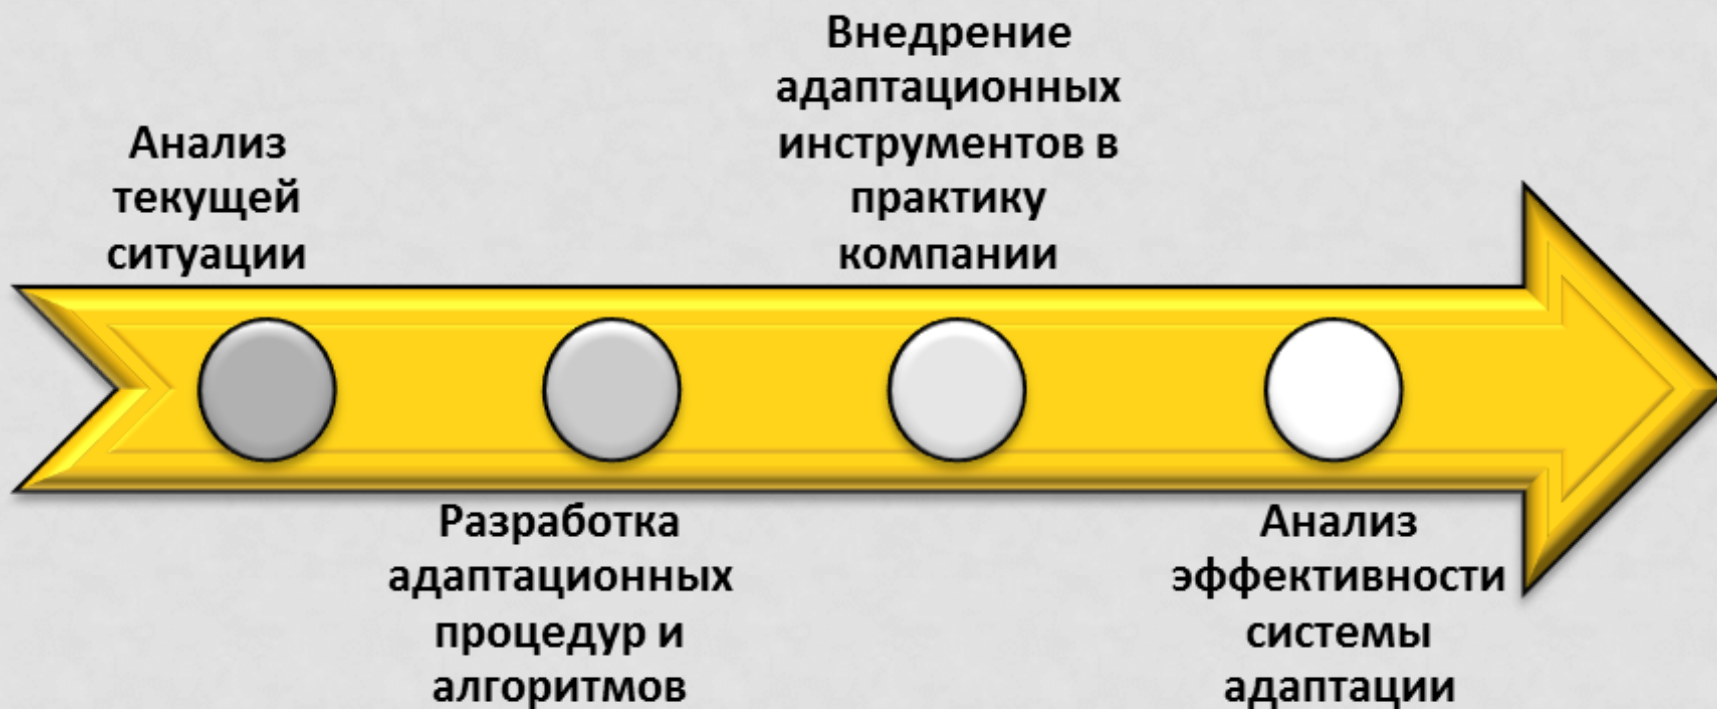 Анализ
текущей
ситуации
Разработка
адаптационных
процедур и
алгоритмов
Внедрение
адаптационных
инструментов в
практику
компании
Анализ
эффективности
системы
адаптации